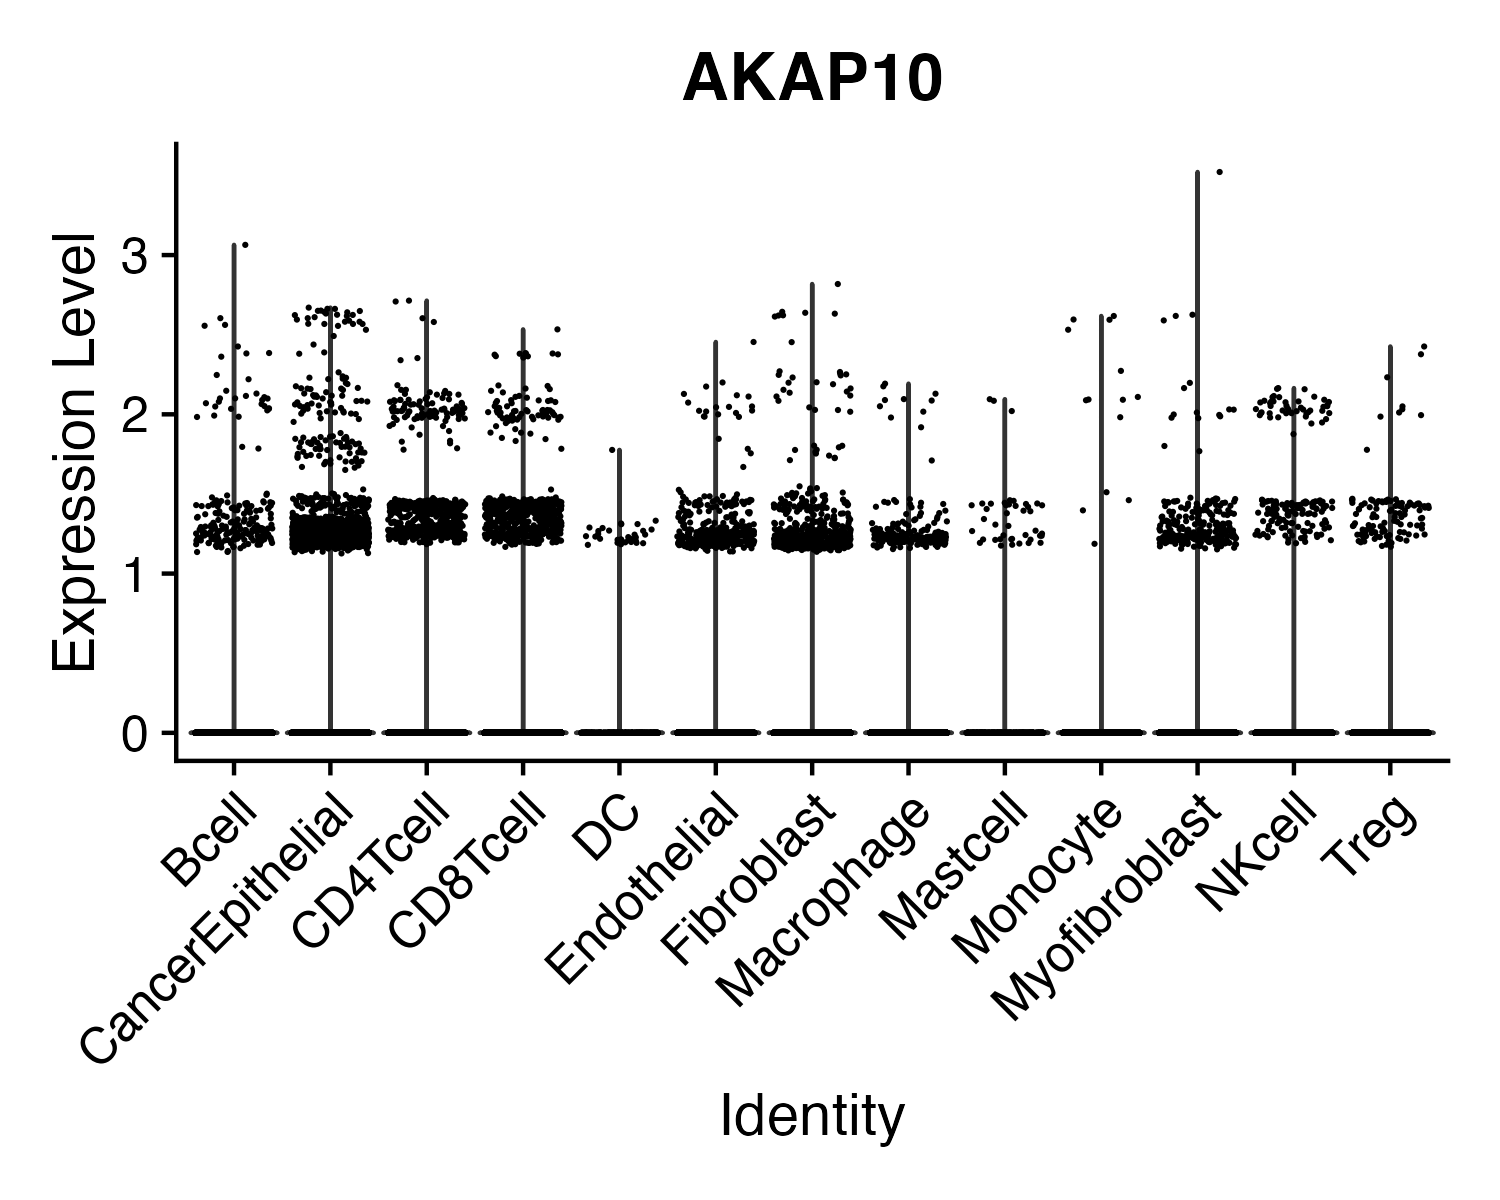 AKAP10
Expression Level
3
2
1
0
Bcell
CancerEpithelial
CD4Tcell
CD8Tcell
DC
Endothelial
Fibroblast
Macrophage
Mastcell
Monocyte
Myofibroblast
NKcell
Treg
Identity